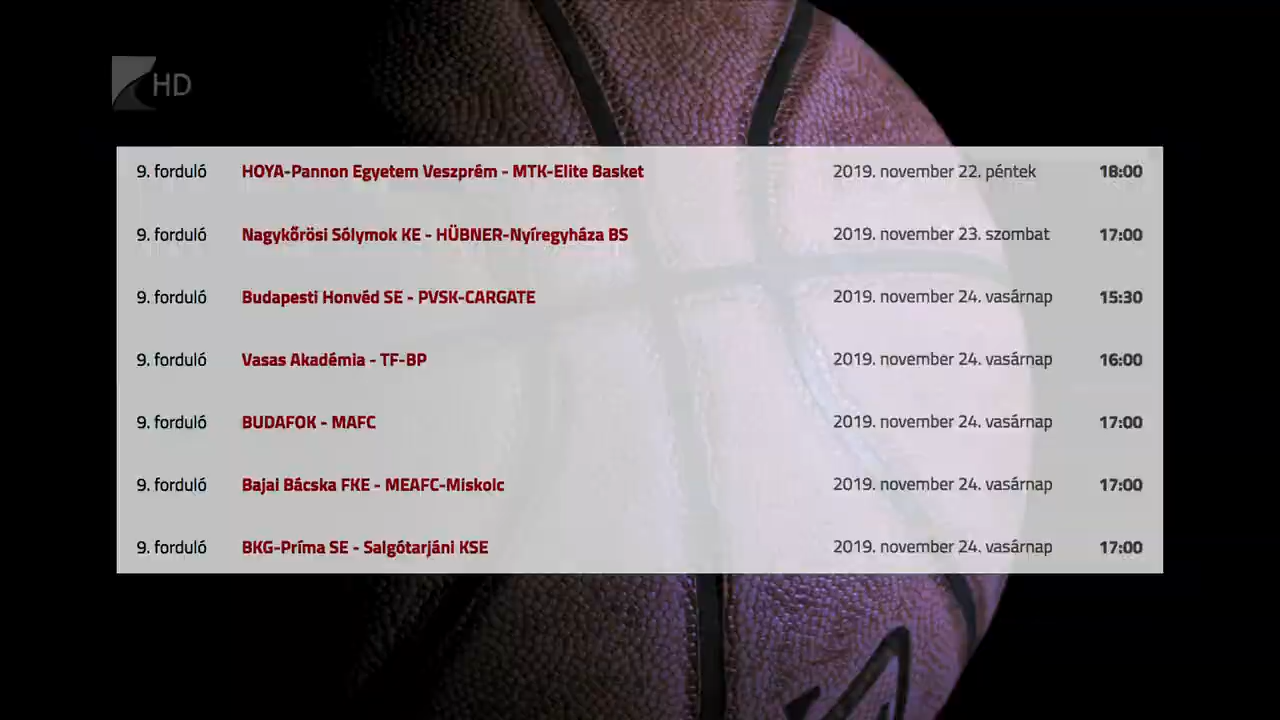 HD
9. forduló HOYA-Pannon Egyetem Veszprém - MTK-Elite Basket 2019. november 22. péntek 18:00
9. forduló Nagykőrösi Sólymok KE - HÜBNER-Nyíregyháza BS 2019. november 23. szombat 17:00
9. forduló Budapesti Honvéd SE - PVSK-CARGATE 2019. november 24. vasárnap 15:30
9. forduló Vasas Akadémia - TF-BP 2019. november 24. vasárnap 16:00
9. forduló BUDAFOK - MAFC 2019. november 24. vasárnap 17:00
9. forduló Bajai Bácska FKE - MEAFC-Miskolc 2019. november 24. vasárnap 17:00
9. forduló BKG-Príma SE - Salgótarjáni KSE 2019. november 24. vasárnap 17:00